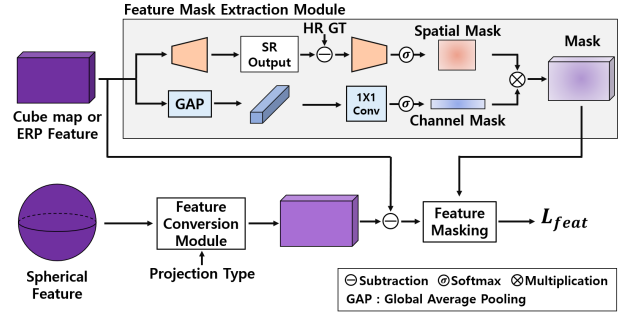 Feature Mask Extraction Module
HR GT
Spatial Mask
Mask
SR
Output
−
σ
×
GAP
1X1
Conv
σ
Channel Mask
Cube map or
ERP Feature
Feature
Conversion
Module
−
Feature
Masking
L_feat
Projection Type
Spherical
Feature
− Subtraction σ Softmax ⊗ Multiplication
GAP : Global Average Pooling